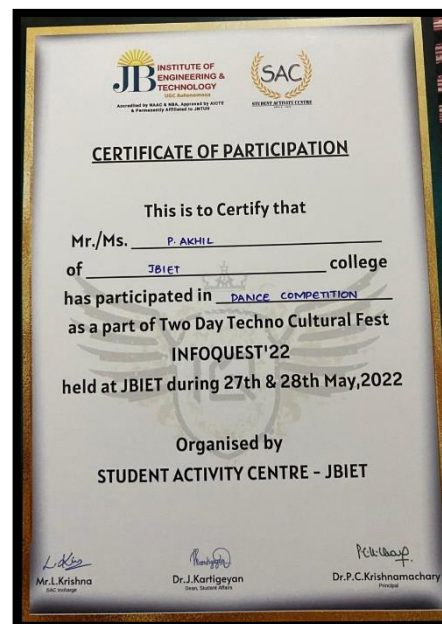 JB INSTITUTE OF
ENGINEERING &
TECHNOLOGY
UGC Autonomous
Accredited by NAAC & NBA, Approved by AICTE
& Permanently Affiliated to JNTUH
SAC
STUDENT ACTIVITY CENTRE
CERTIFICATE OF PARTICIPATION
This is to Certify that
Mr./Ms. P. AKHIL
of JBIET college
has participated in DANCE COMPETITION
as a part of Two Day Techno Cultural Fest
INFOQUEST'22
held at JBIET during 27th & 28th May,2022
Organised by
STUDENT ACTIVITY CENTRE - JBIET
Mr.L.Krishna
SAC Incharge
Dr.J.Kartigeyan
Dean, Student Affairs
Dr.P.C.Krishnamachary
Principal